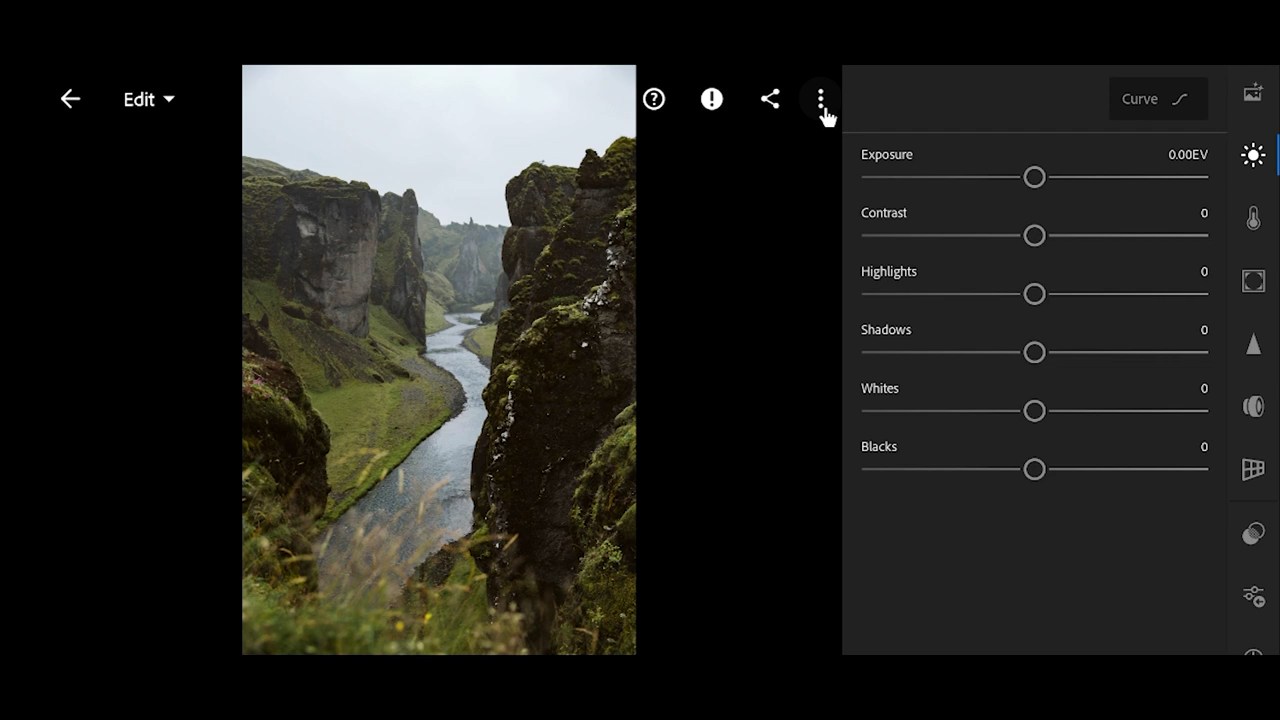 Edit
Curve
Exposure 0.00EV
Contrast 0
Highlights 0
Shadows 0
Whites 0
Blacks 0